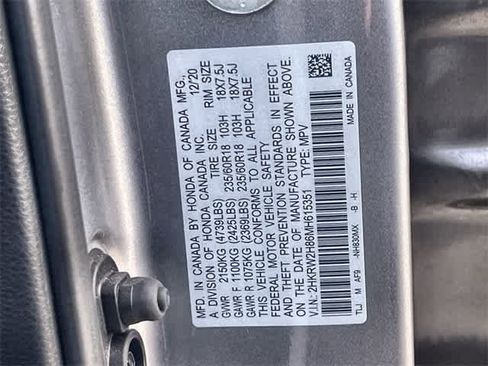 MFD. IN CANADA BY HONDA OF CANADA MFG., 12/20
A DIVISION OF HONDA CANADA INC.
TIRE SIZE RIM SIZE
GVWR 2150KG (4739LBS)
GAWR F 1100KG (2425LBS) 235/60R18 103H 18X7.5J
GAWR R 1075KG (2369LBS) 235/60R18 103H 18X7.5J
THIS VEHICLE CONFORMS TO ALL APPLICABLE
FEDERAL MOTOR VEHICLE SAFETY
AND THEFT PREVENTION STANDARDS IN EFFECT
ON THE DATE OF MANUFACTURE SHOWN ABOVE.
V.I.N: 2HKRW2H86MH615351 TYPE: MPV
TLJ M AF9 -NH830MX -B -H MADE IN CANADA